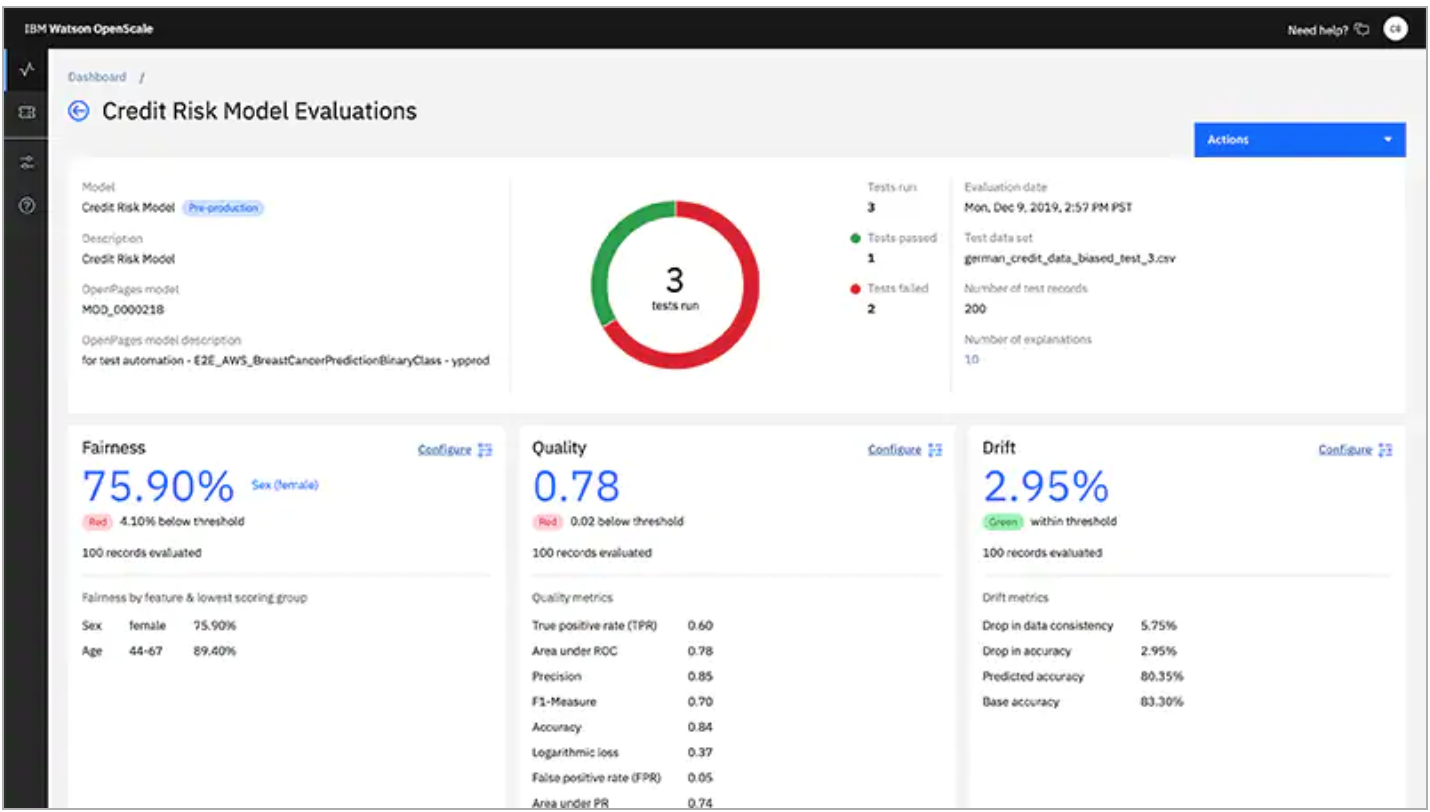 IBM Watson OpenScale
Need help?
CB
Dashboard /
Credit Risk Model Evaluations
Actions
Model
Credit Risk Model Pre-production
Description
Credit Risk Model
OpenPages model
MOD_0000218
OpenPages model description
for test automation - E2E_AWS_BreastCancerPredictionBinaryClass - ypprod
3
tests run
Tests run
3
Tests passed
1
Tests failed
2
Evaluation date
Mon, Dec 9, 2019, 2:57 PM PST
Test data set
german_credit_data_biased_test_3.csv
Number of test records
200
Number of explanations
10
Fairness Configure
75.90% Sex (female)
Red 4.10% below threshold
100 records evaluated
Fairness by feature & lowest scoring group
Sex female 75.90%
Age 44-67 89.40%
Quality Configure
0.78
Red 0.02 below threshold
100 records evaluated
Quality metrics
True positive rate (TPR) 0.60
Area under ROC 0.78
Precision 0.85
F1-Measure 0.70
Accuracy 0.84
Logarithmic loss 0.37
False positive rate (FPR) 0.05
Area under PR 0.74
Drift Configure
2.95%
Green within threshold
100 records evaluated
Drift metrics
Drop in data consistency 5.75%
Drop in accuracy 2.95%
Predicted accuracy 80.35%
Base accuracy 83.30%